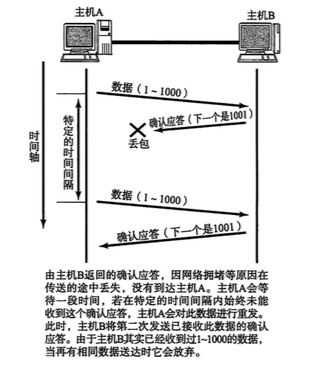 主机A
主机B
数据（1～1000）
确认应答（下一个是1001）
丢包
特定的时间间隔
时间轴
数据（1～1000）
确认应答（下一个是1001）
由主机B返回的确认应答，因网络拥堵等原因在
传送的途中丢失，没有到达主机A。主机A会等
待一段时间，若在特定的时间间隔内始终未能
收到这个确认应答，主机A会对此数据进行重发。
此时，主机B将第二次发送已接收此数据的确认
应答。由于主机B其实已经收到过1~1000的数据，
当再有相同数据送达时它会放弃。